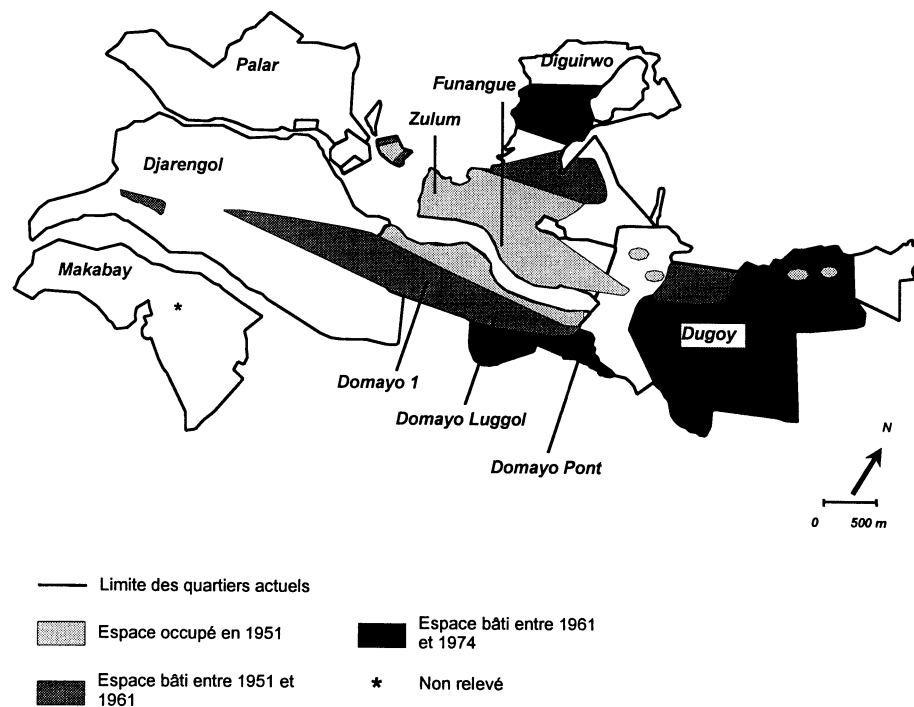 Palar
Diguirwo
Funangue
Zulum
Djarengol
Makabay
*
Dugoy
Domayo 1
Domayo Luggol
Domayo Pont
N
0 500 m
Limite des quartiers actuels
Espace occupé en 1951
Espace bâti entre 1951 et
1961
Espace bâti entre 1961
et 1974
* Non relevé